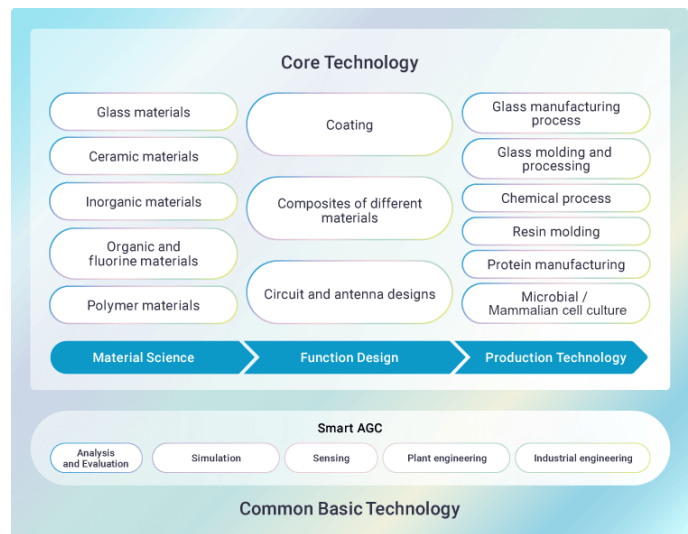 Core Technology
Glass materials
Ceramic materials
Inorganic materials
Organic and
fluorine materials
Polymer materials
Coating
Composites of different
materials
Circuit and antenna designs
Glass manufacturing
process
Glass molding and
processing
Chemical process
Resin molding
Protein manufacturing
Microbial /
Mammalian cell culture
Material Science
Function Design
Production Technology
Smart AGC
Analysis
and Evaluation
Simulation
Sensing
Plant engineering
Industrial engineering
Common Basic Technology